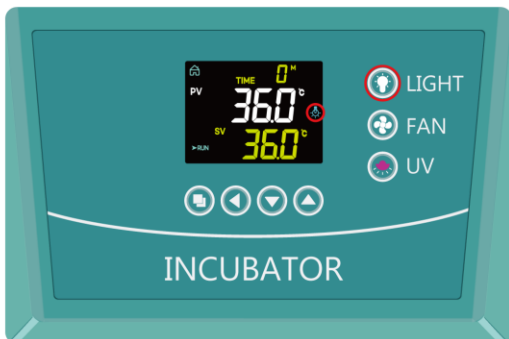 TIME 0 M
PV 36.0 °C
SV 36.0 °C
➤RUN
LIGHT
FAN
UV
INCUBATOR